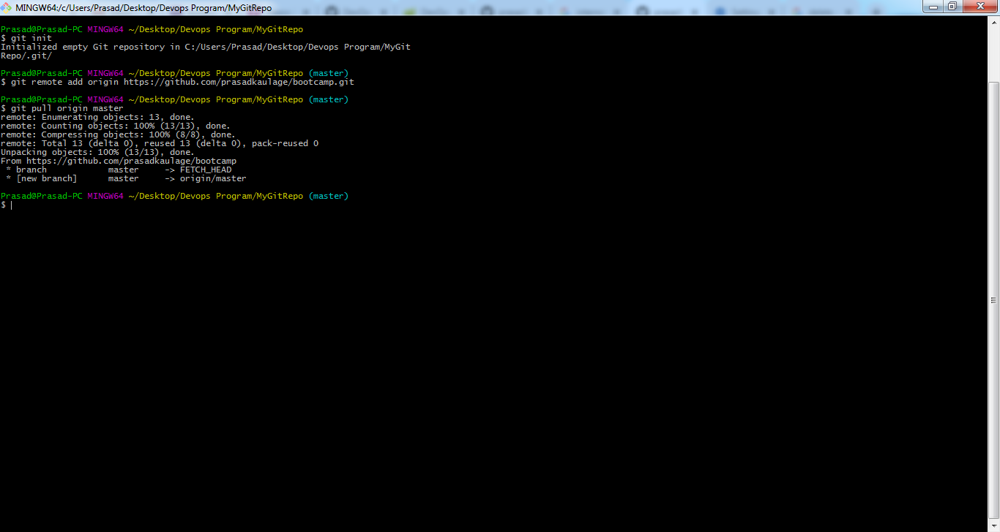 MINGW64:/c/Users/Prasad/Desktop/Devops Program/MyGitRepo
Prasad@Prasad-PC MINGW64 ~/Desktop/Devops Program/MyGitRepo
$ git init
Initialized empty Git repository in C:/Users/Prasad/Desktop/Devops Program/MyGit
Repo/.git/
Prasad@Prasad-PC MINGW64 ~/Desktop/Devops Program/MyGitRepo (master)
$ git remote add origin https://github.com/prasadkaulage/bootcamp.git
Prasad@Prasad-PC MINGW64 ~/Desktop/Devops Program/MyGitRepo (master)
$ git pull origin master
remote: Enumerating objects: 13, done.
remote: Counting objects: 100% (13/13), done.
remote: Compressing objects: 100% (8/8), done.
remote: Total 13 (delta 0), reused 13 (delta 0), pack-reused 0
Unpacking objects: 100% (13/13), done.
From https://github.com/prasadkaulage/bootcamp
 * branch            master     -> FETCH_HEAD
 * [new branch]      master     -> origin/master
Prasad@Prasad-PC MINGW64 ~/Desktop/Devops Program/MyGitRepo (master)
$